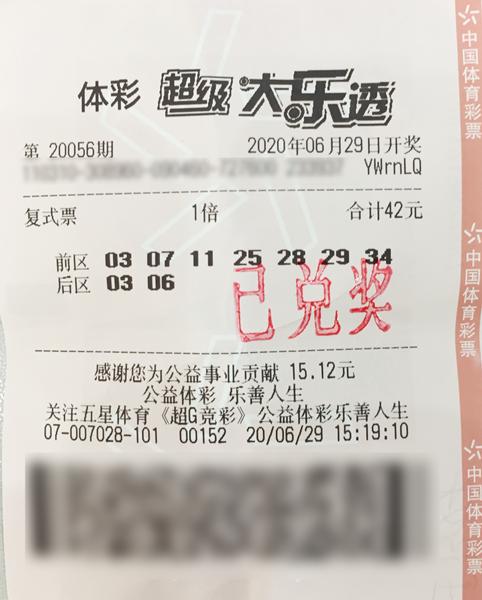 体彩 超级大乐透
第 20056期 2020年06月29日开奖
YWrnLQ
复式票 1倍 合计42元
前区 03 07 11 25 28 29 34
后区 03 06
已兑奖
感谢您为公益事业贡献 15.12元
公益体彩 乐善人生
关注五星体育《超G竞彩》公益体彩乐善人生
07-007028-101 00152 20/06/29 15:19:10
中国体育彩票
中国体育彩票
中国体育彩票